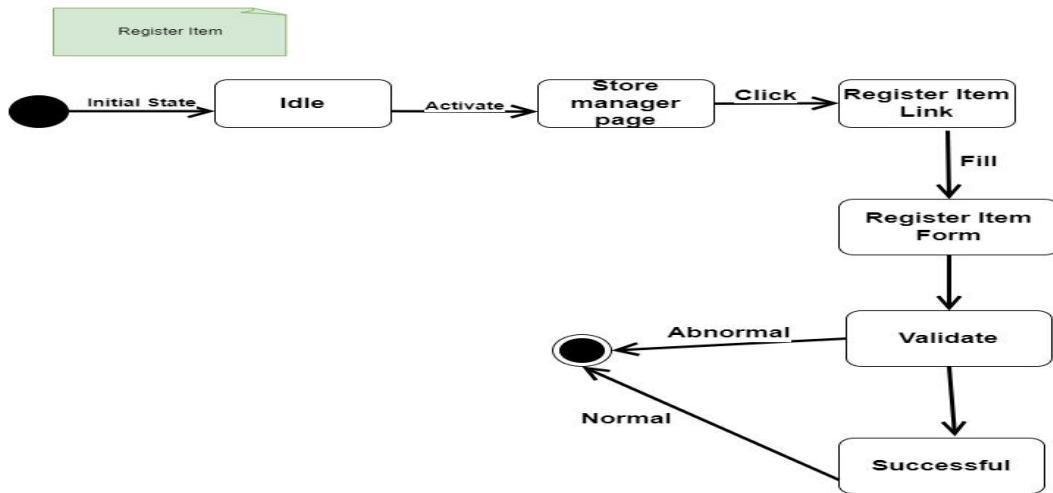 Register Item
Initial State
Idle
Activate
Store
manager
page
Click
Register Item
Link
Fill
Register Item
Form
Validate
Abnormal
Normal
Successful